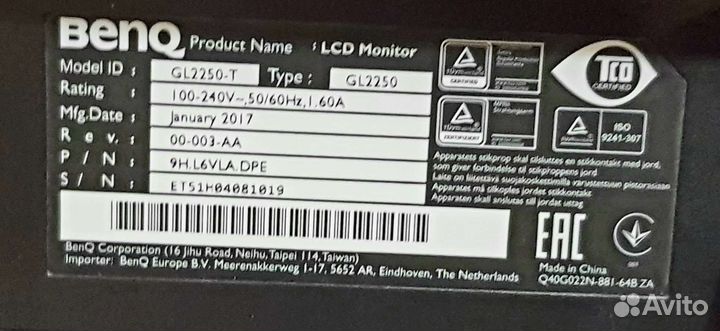 BenQ Product Name : LCD Monitor
Model ID : GL2250-T Type : GL2250
Rating 100-240V~,50/60Hz,1.60A
Mfg.Date : January 2017
Rev. 00-003-AA
P / N : 9H.L6VLA.DPE
S / N : ET51H04081019
TCO
CERTIFIED
ISO
9241-307
Apparatets stikprop skal tilsluttes en stikkontakt med jord,
som giver forbindelse til stikproppens jord
Laite on liitettävä suojakoskettimilla varustettuun pistorasiaan
Apparatet må tilkoples jordet stikkontakt
Apparaten skall anslutas till jordat uttag
BenQ Corporation (16 Jihu Road, Neihu, Taipei 114, Taiwan)
Importer: BenQ Europe B.V. Meerenakkerweg 1-17, 5652 AR, Eindhoven, The Netherlands
EAC
Made in China
Q40G022N-881-64B ZA
Avito